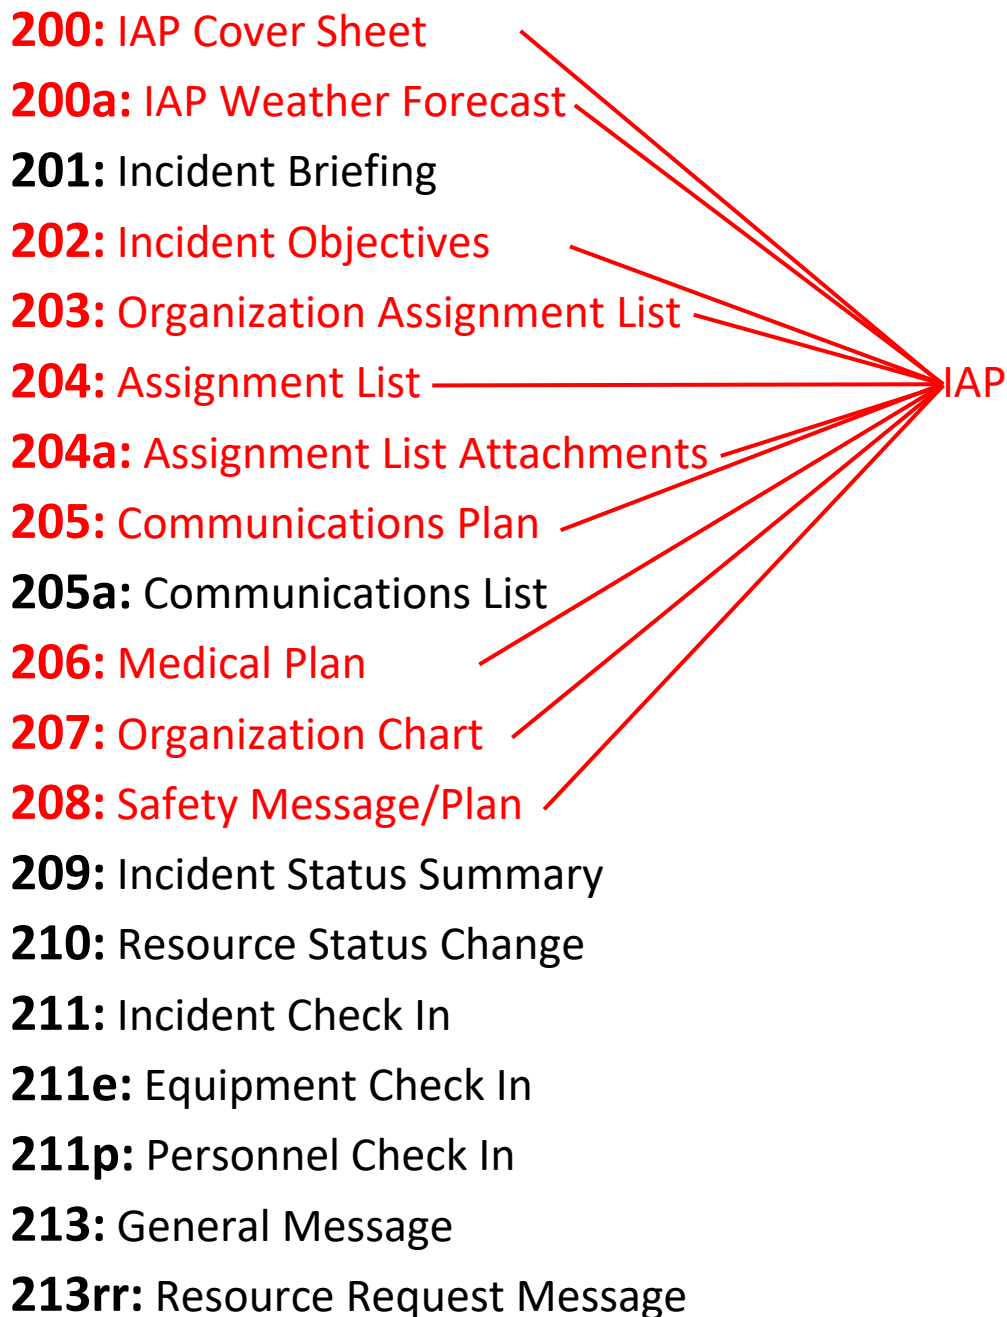 200: IAP Cover Sheet
200a: IAP Weather Forecast
201: Incident Briefing
202: Incident Objectives
203: Organization Assignment List
204: Assignment List
IAP
204a: Assignment List Attachments
205: Communications Plan
205a: Communications List
206: Medical Plan
207: Organization Chart
208: Safety Message/Plan
209: Incident Status Summary
210: Resource Status Change
211: Incident Check In
211e: Equipment Check In
211p: Personnel Check In
213: General Message
213rr: Resource Request Message